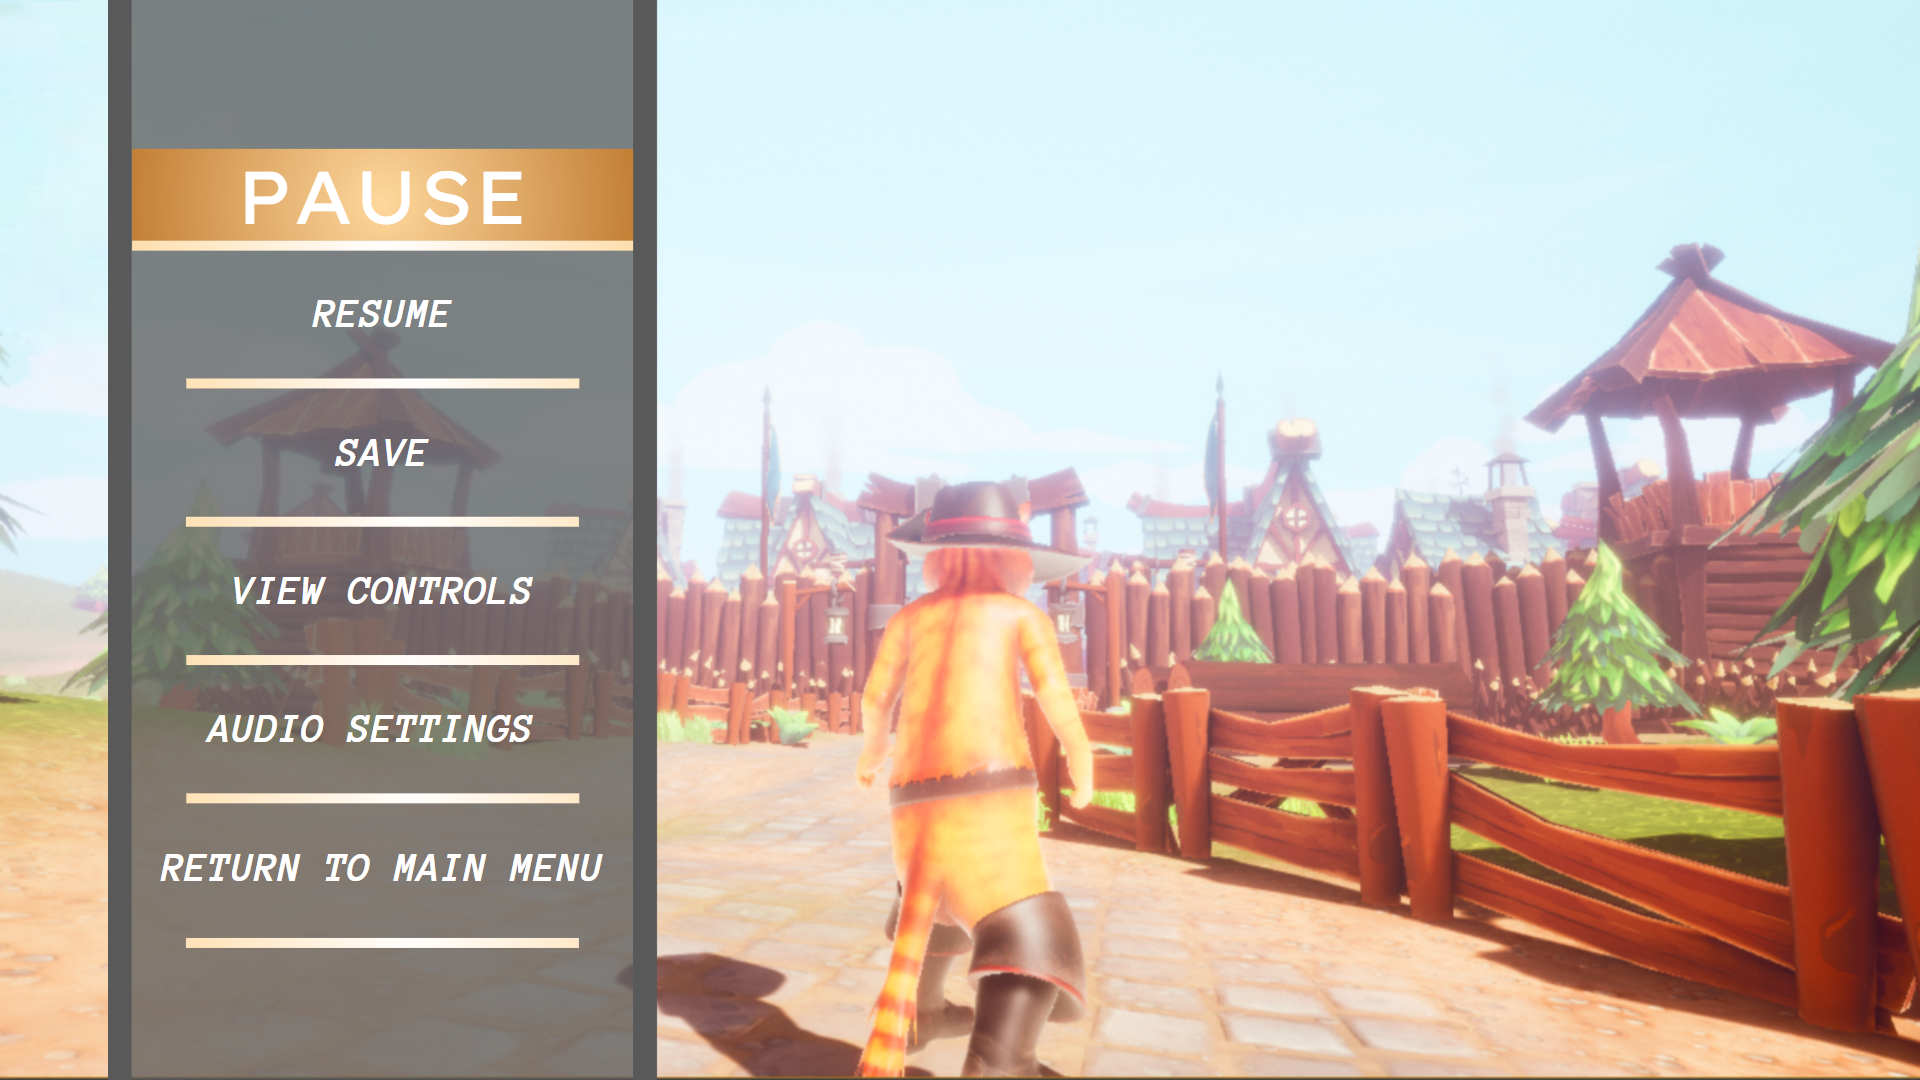 PAUSE
RESUME
SAVE
VIEW CONTROLS
AUDIO SETTINGS
RETURN TO MAIN MENU